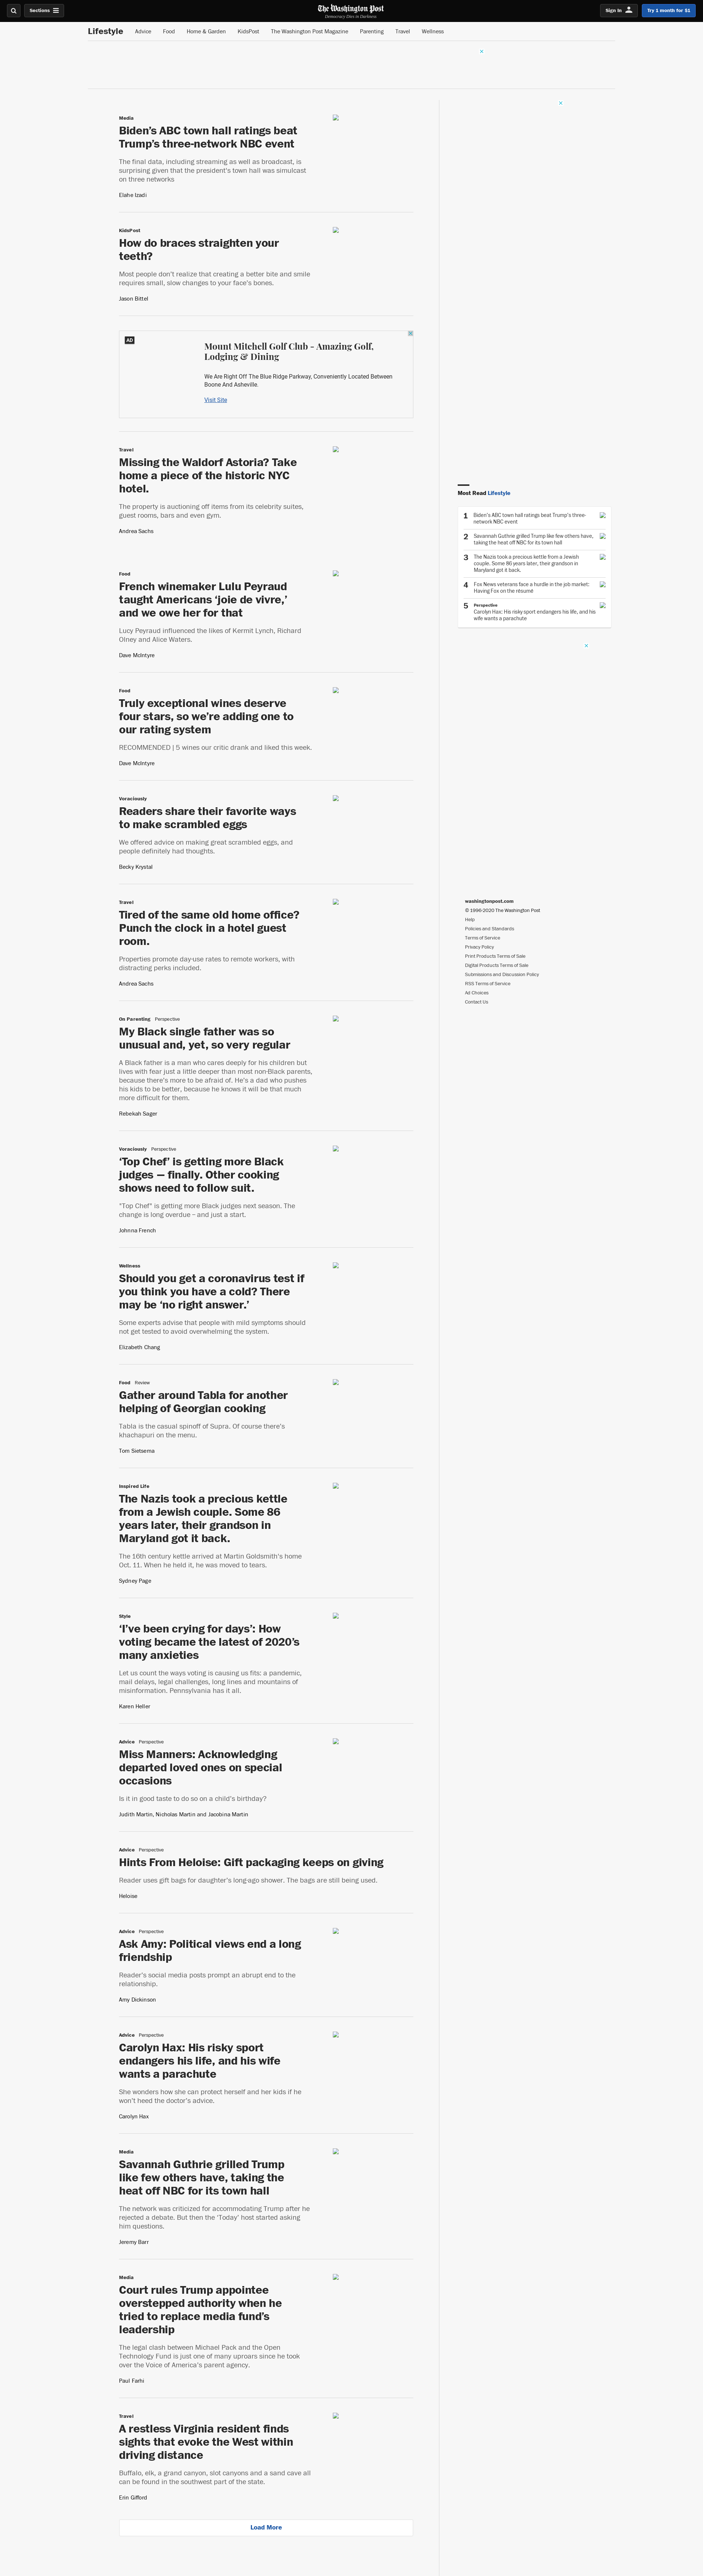 Sections
The Washington Post
Democracy Dies in Darkness
Sign In
Try 1 month for $1
Lifestyle
Advice
Food
Home & Garden
KidsPost
The Washington Post Magazine
Parenting
Travel
Wellness
Media
Biden’s ABC town hall ratings beat
Trump’s three-network NBC event
The final data, including streaming as well as broadcast, is
surprising given that the president’s town hall was simulcast
on three networks
Elahe Izadi
KidsPost
How do braces straighten your
teeth?
Most people don’t realize that creating a better bite and smile
requires small, slow changes to your face’s bones.
Jason Bittel
AD
Mount Mitchell Golf Club - Amazing Golf,
Lodging & Dining
We Are Right Off The Blue Ridge Parkway, Conveniently Located Between
Boone And Asheville.
Visit Site
Travel
Missing the Waldorf Astoria? Take
home a piece of the historic NYC
hotel.
The property is auctioning off items from its celebrity suites,
guest rooms, bars and even gym.
Andrea Sachs
Food
French winemaker Lulu Peyraud
taught Americans ‘joie de vivre,’
and we owe her for that
Lucy Peyraud influenced the likes of Kermit Lynch, Richard
Olney and Alice Waters.
Dave McIntyre
Food
Truly exceptional wines deserve
four stars, so we’re adding one to
our rating system
RECOMMENDED | 5 wines our critic drank and liked this week.
Dave McIntyre
Voraciously
Readers share their favorite ways
to make scrambled eggs
We offered advice on making great scrambled eggs, and
people definitely had thoughts.
Becky Krystal
Travel
Tired of the same old home office?
Punch the clock in a hotel guest
room.
Properties promote day-use rates to remote workers, with
distracting perks included.
Andrea Sachs
On Parenting Perspective
My Black single father was so
unusual and, yet, so very regular
A Black father is a man who cares deeply for his children but
lives with fear just a little deeper than most non-Black parents,
because there’s more to be afraid of. He’s a dad who pushes
his kids to be better, because he knows it will be that much
more difficult for them.
Rebekah Sager
Voraciously Perspective
‘Top Chef’ is getting more Black
judges — finally. Other cooking
shows need to follow suit.
"Top Chef" is getting more Black judges next season. The
change is long overdue — and just a start.
Johnna French
Wellness
Should you get a coronavirus test if
you think you have a cold? There
may be ‘no right answer.’
Some experts advise that people with mild symptoms should
not get tested to avoid overwhelming the system.
Elizabeth Chang
Food Review
Gather around Tabla for another
helping of Georgian cooking
Tabla is the casual spinoff of Supra. Of course there’s
khachapuri on the menu.
Tom Sietsema
Inspired Life
The Nazis took a precious kettle
from a Jewish couple. Some 86
years later, their grandson in
Maryland got it back.
The 16th century kettle arrived at Martin Goldsmith’s home
Oct. 11. When he held it, he was moved to tears.
Sydney Page
Style
‘I’ve been crying for days’: How
voting became the latest of 2020’s
many anxieties
Let us count the ways voting is causing us fits: a pandemic,
mail delays, legal challenges, long lines and mountains of
misinformation. Pennsylvania has it all.
Karen Heller
Advice Perspective
Miss Manners: Acknowledging
departed loved ones on special
occasions
Is it in good taste to do so on a child’s birthday?
Judith Martin, Nicholas Martin and Jacobina Martin
Advice Perspective
Hints From Heloise: Gift packaging keeps on giving
Reader uses gift bags for daughter’s long-ago shower. The bags are still being used.
Heloise
Advice Perspective
Ask Amy: Political views end a long
friendship
Reader’s social media posts prompt an abrupt end to the
relationship.
Amy Dickinson
Advice Perspective
Carolyn Hax: His risky sport
endangers his life, and his wife
wants a parachute
She wonders how she can protect herself and her kids if he
won’t heed the doctor’s advice.
Carolyn Hax
Media
Savannah Guthrie grilled Trump
like few others have, taking the
heat off NBC for its town hall
The network was criticized for accommodating Trump after he
rejected a debate. But then the ‘Today’ host started asking
him questions.
Jeremy Barr
Media
Court rules Trump appointee
overstepped authority when he
tried to replace media fund’s
leadership
The legal clash between Michael Pack and the Open
Technology Fund is just one of many uproars since he took
over the Voice of America’s parent agency.
Paul Farhi
Travel
A restless Virginia resident finds
sights that evoke the West within
driving distance
Buffalo, elk, a grand canyon, slot canyons and a sand cave all
can be found in the southwest part of the state.
Erin Gifford
Load More
Most Read Lifestyle
1 Biden’s ABC town hall ratings beat Trump’s three-
network NBC event
2 Savannah Guthrie grilled Trump like few others have,
taking the heat off NBC for its town hall
3 The Nazis took a precious kettle from a Jewish
couple. Some 86 years later, their grandson in
Maryland got it back.
4 Fox News veterans face a hurdle in the job market:
Having Fox on the résumé
5 Perspective
Carolyn Hax: His risky sport endangers his life, and his
wife wants a parachute
washingtonpost.com
© 1996-2020 The Washington Post
Help
Policies and Standards
Terms of Service
Privacy Policy
Print Products Terms of Sale
Digital Products Terms of Sale
Submissions and Discussion Policy
RSS Terms of Service
Ad Choices
Contact Us